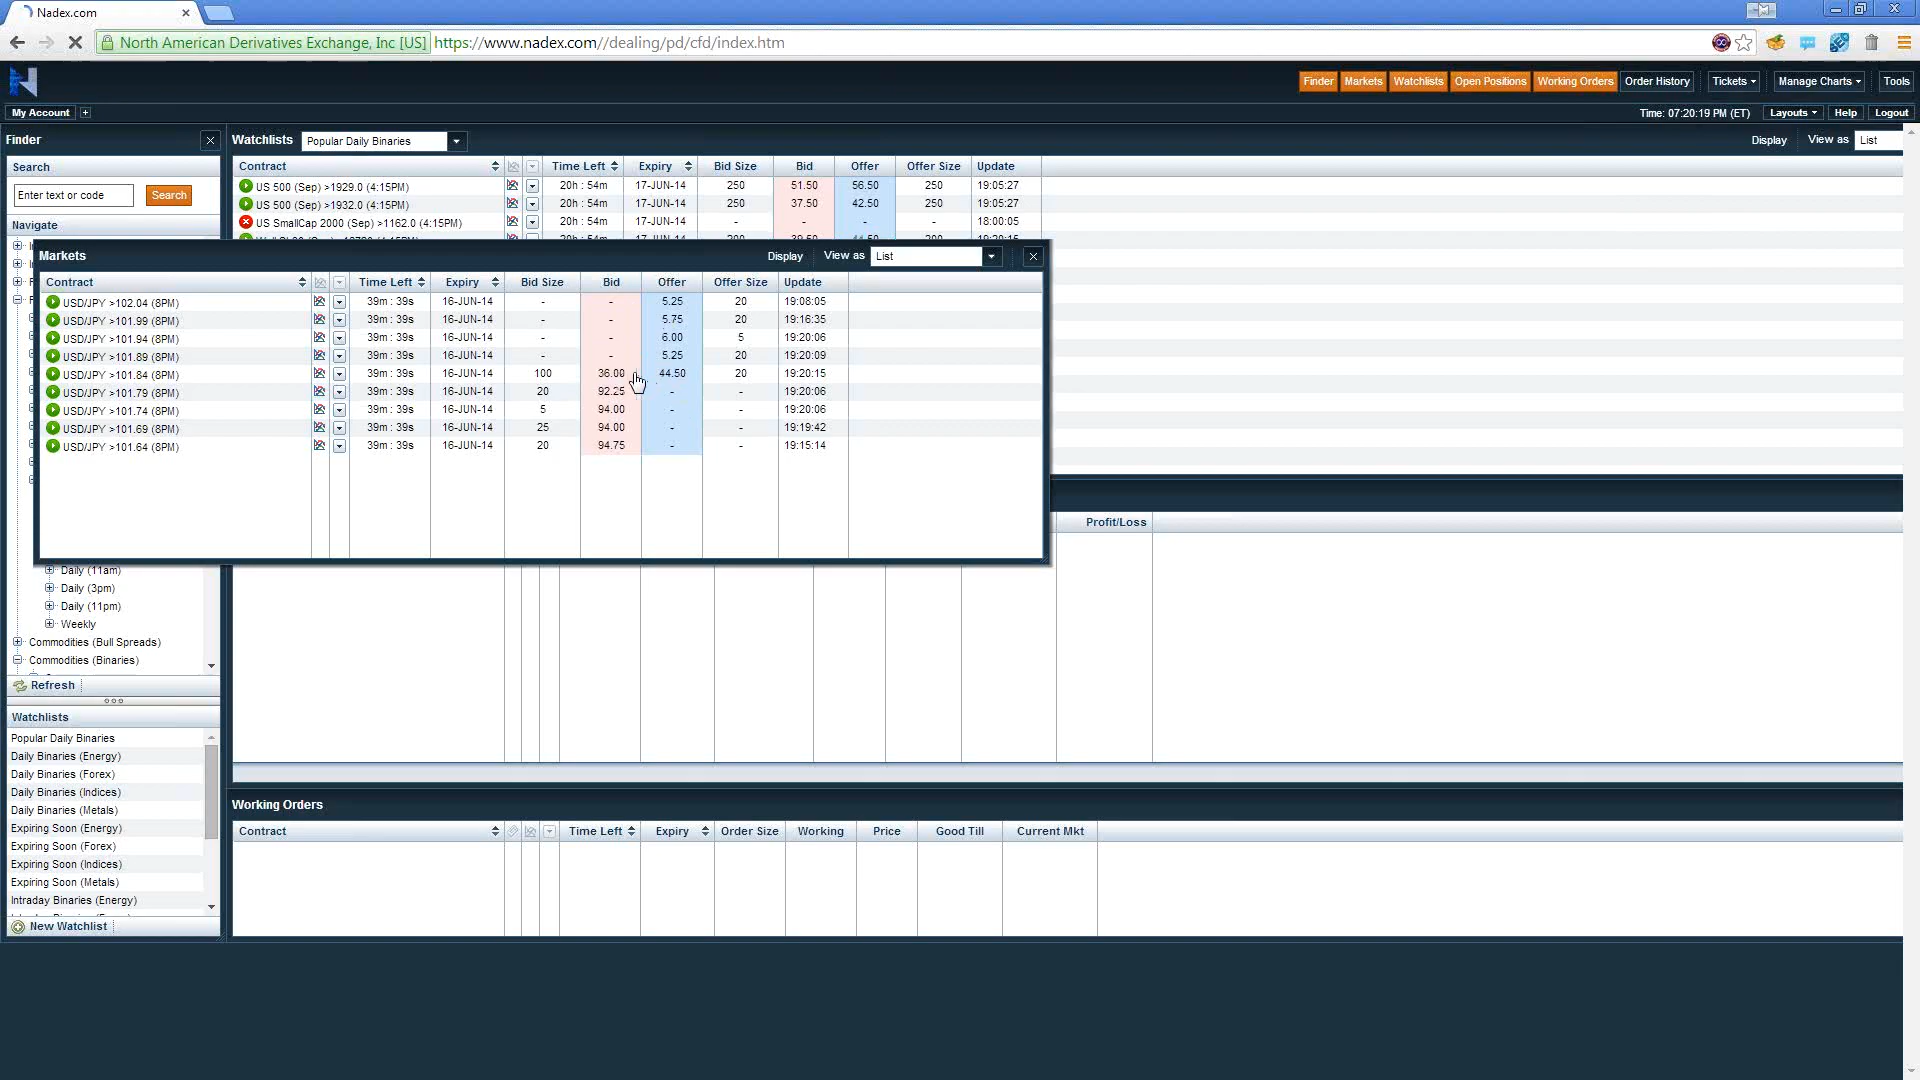 Nadex.com
North American Derivatives Exchange, Inc [US] https://www.nadex.com//dealing/pd/cfd/index.htm
Finder Markets Watchlists Open Positions Working Orders Order History Tickets Manage Charts Tools
My Account Time: 07:20:19 PM (ET) Layouts Help Logout
Finder
Search
Enter text or code Search
Navigate
Watchlists Popular Daily Binaries Display View as List
Contract Time Left Expiry Bid Size Bid Offer Offer Size Update
US 500 (Sep) >1929.0 (4:15PM) 20h : 54m 17-JUN-14 250 51.50 56.50 250 19:05:27
US 500 (Sep) >1932.0 (4:15PM) 20h : 54m 17-JUN-14 250 37.50 42.50 250 19:05:27
US SmallCap 2000 (Sep) >1162.0 (4:15PM) 20h : 54m 17-JUN-14 - - - - 18:00:05
Markets Display View as List
Contract Time Left Expiry Bid Size Bid Offer Offer Size Update
USD/JPY >102.04 (8PM) 39m : 39s 16-JUN-14 - - 5.25 20 19:08:05
USD/JPY >101.99 (8PM) 39m : 39s 16-JUN-14 - - 5.75 20 19:16:35
USD/JPY >101.94 (8PM) 39m : 39s 16-JUN-14 - - 6.00 5 19:20:06
USD/JPY >101.89 (8PM) 39m : 39s 16-JUN-14 - - 5.25 20 19:20:09
USD/JPY >101.84 (8PM) 39m : 39s 16-JUN-14 100 36.00 44.50 20 19:20:15
USD/JPY >101.79 (8PM) 39m : 39s 16-JUN-14 20 92.25 - - 19:20:06
USD/JPY >101.74 (8PM) 39m : 39s 16-JUN-14 5 94.00 - - 19:20:06
USD/JPY >101.69 (8PM) 39m : 39s 16-JUN-14 25 94.00 - - 19:19:42
USD/JPY >101.64 (8PM) 39m : 39s 16-JUN-14 20 94.75 - - 19:15:14
Profit/Loss
Daily (11am)
Daily (3pm)
Daily (11pm)
Weekly
Commodities (Bull Spreads)
Commodities (Binaries)
Refresh
Watchlists
Popular Daily Binaries
Daily Binaries (Energy)
Daily Binaries (Forex)
Daily Binaries (Indices)
Daily Binaries (Metals)
Expiring Soon (Energy)
Expiring Soon (Forex)
Expiring Soon (Indices)
Expiring Soon (Metals)
Intraday Binaries (Energy)
New Watchlist
Working Orders
Contract Time Left Expiry Order Size Working Price Good Till Current Mkt